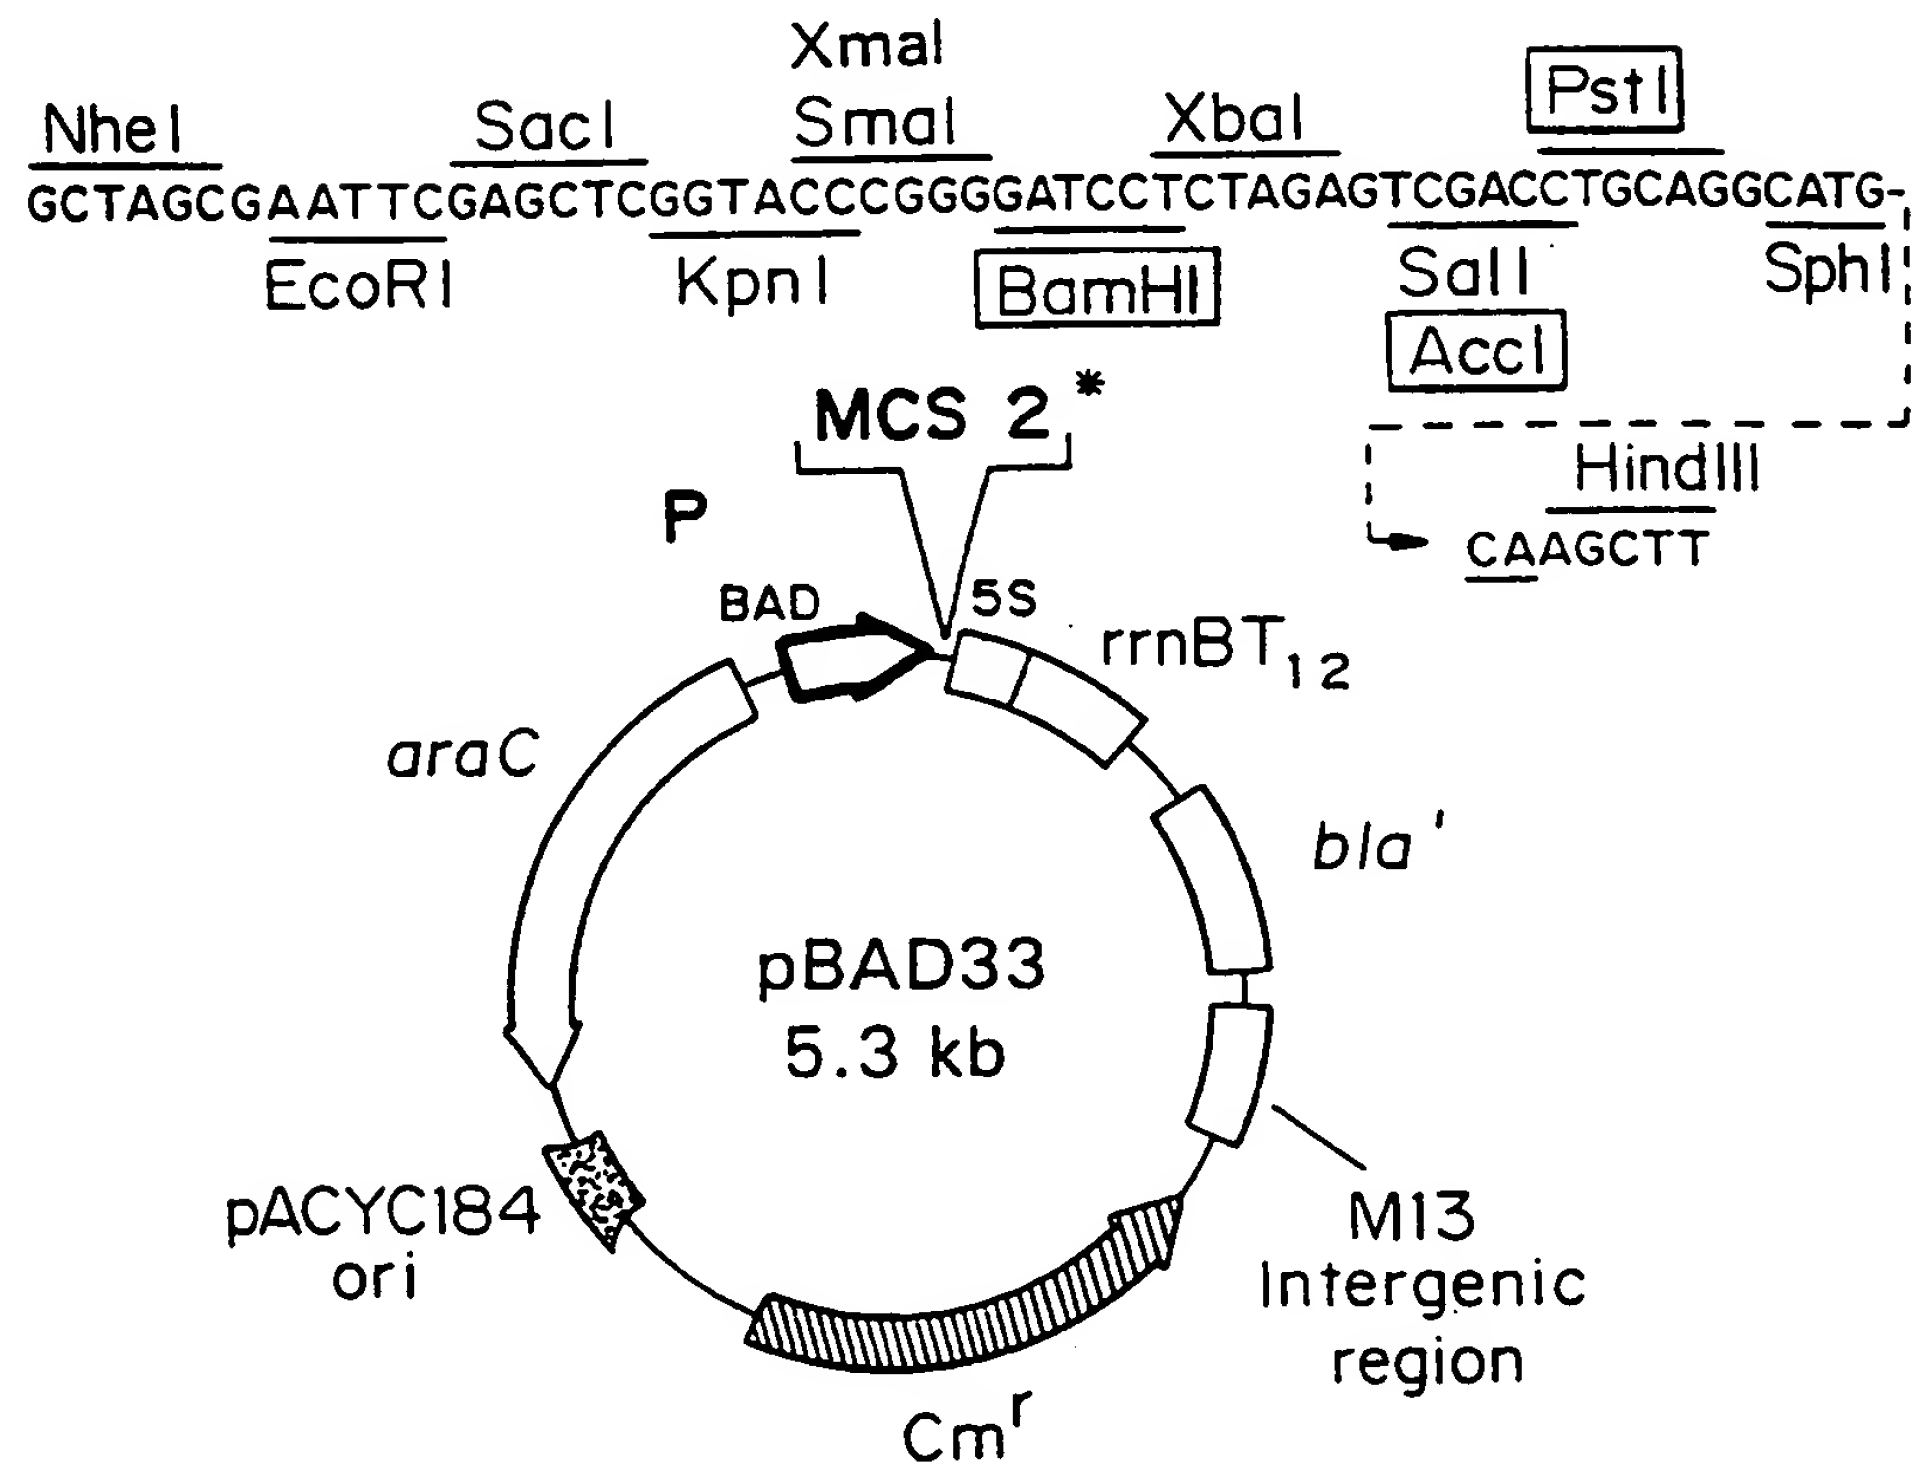 XmaI
NheI SacI SmaI XbaI PstI
GCTAGCGAATTCGAGCTCGGTACCCGGGGATCCTCTAGAGTCGACCTGCAGGCATG-
EcoRI KpnI BamHI SalI SphI
AccI
MCS 2 *
HindIII
CAAGCTT
P
BAD 5S
rrnBT12
araC
bla'
pBAD33
5.3 kb
pACYC184
ori
M13
Intergenic
region
Cmr